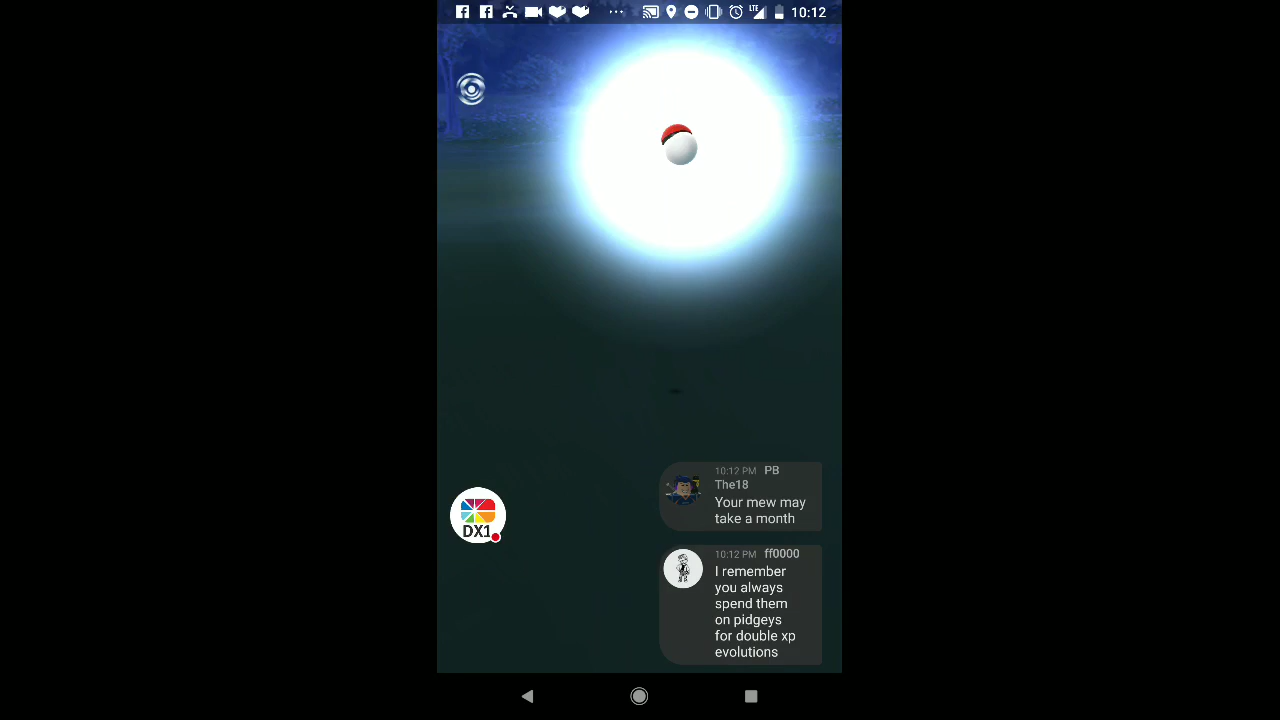 LTE 10:12
DX1
10:12 PM PB
The18
Your mew may
take a month
10:12 PM ff0000
I remember
you always
spend them
on pidgeys
for double xp
evolutions